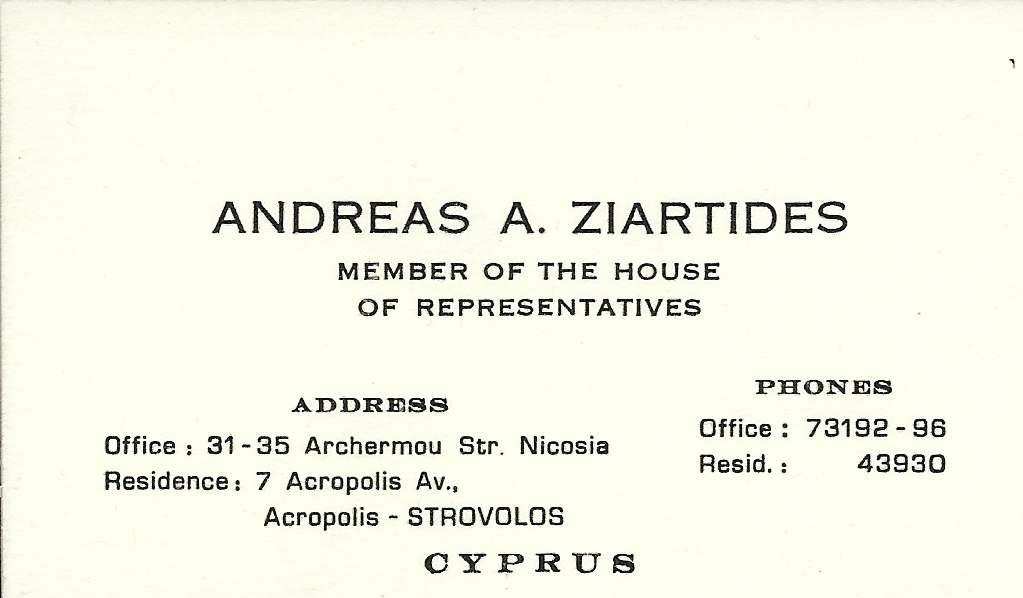 ANDREAS A. ZIARTIDES
MEMBER OF THE HOUSE
OF REPRESENTATIVES
ADDRESS
Office : 31-35 Archermou Str. Nicosia
Residence: 7 Acropolis Av.,
Acropolis - STROVOLOS
PHONES
Office : 73192-96
Resid. : 43930
CYPRUS